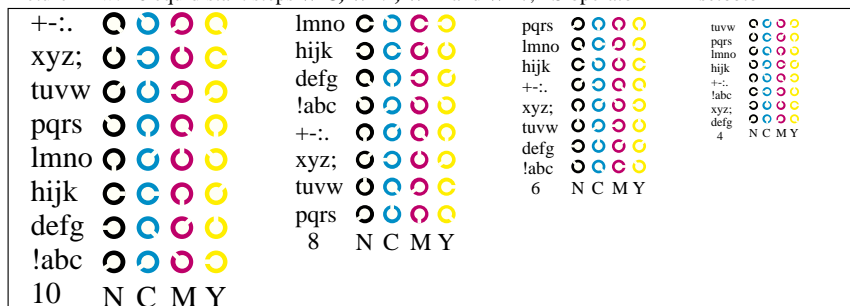 +-:.
xyz;
tuvw
pqrs
lmno
hijk
defg
!abc
10 N C M Y
lmno
hijk
defg
!abc
+-:.
xyz;
tuvw
pqrs
8 N C M Y
pqrs
lmno
hijk
+-:.
xyz;
tuvw
defg
!abc
6 N C M Y
tuvw
pqrs
lmno
hijk
+-:.
!abc
xyz;
defg
4 N C M Y